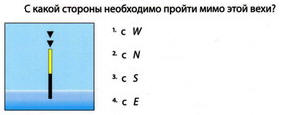 С какой стороны необходимо пройти мимо этой вехи?
1. с W
2. с N
3. с S
4. с E